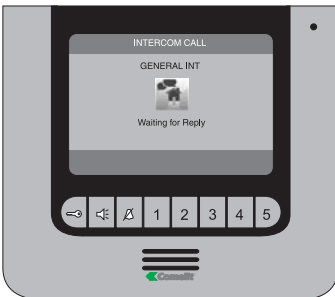 INTERCOM CALL
GENERAL INT
Waiting for Reply
1 2 3 4 5
Comelit